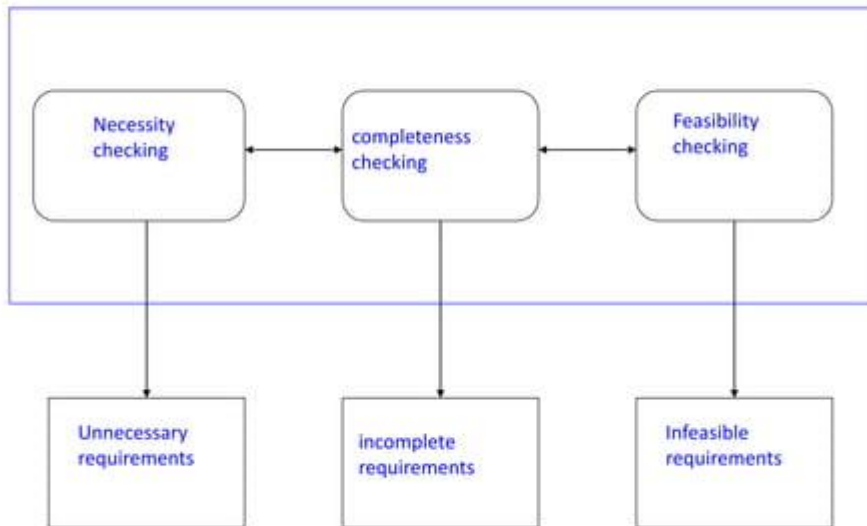 Necessity
checking
completeness
checking
Feasibility
checking
Unnecessary
requirements
incomplete
requirements
Infeasible
requirements